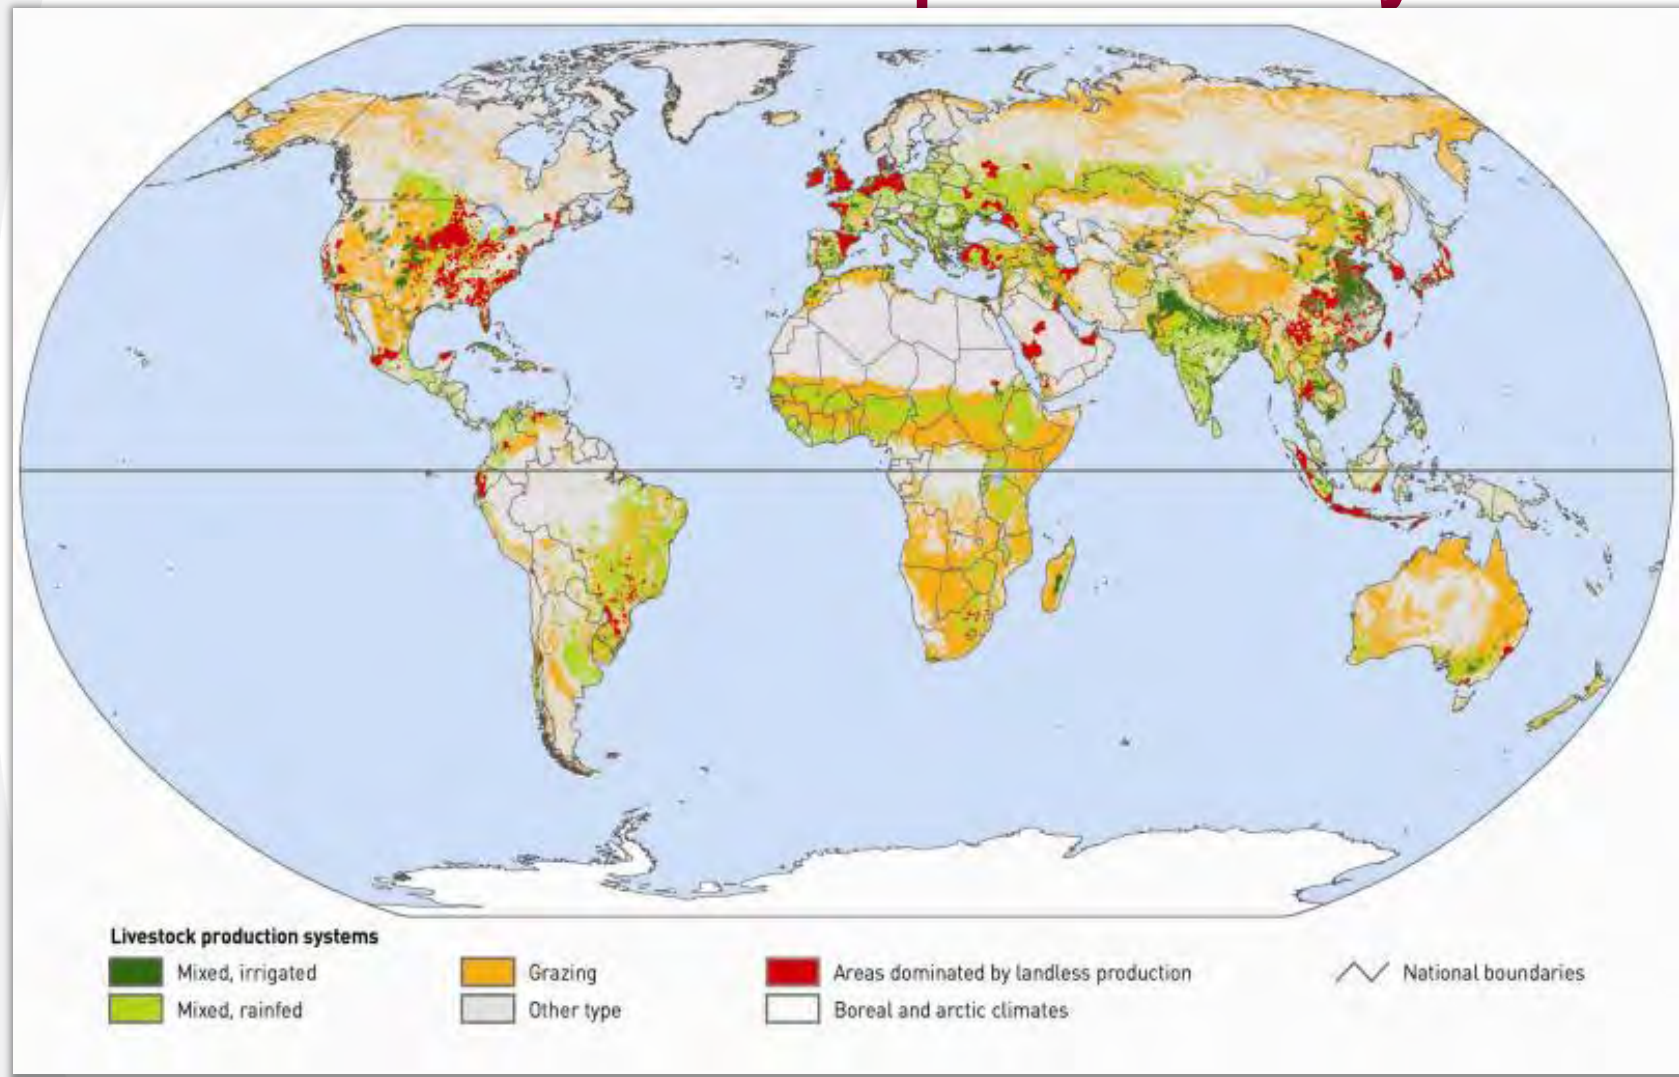 Livestock production systems
Mixed, irrigated
Grazing
Areas dominated by landless production
National boundaries
Mixed, rainfed
Other type
Boreal and arctic climates